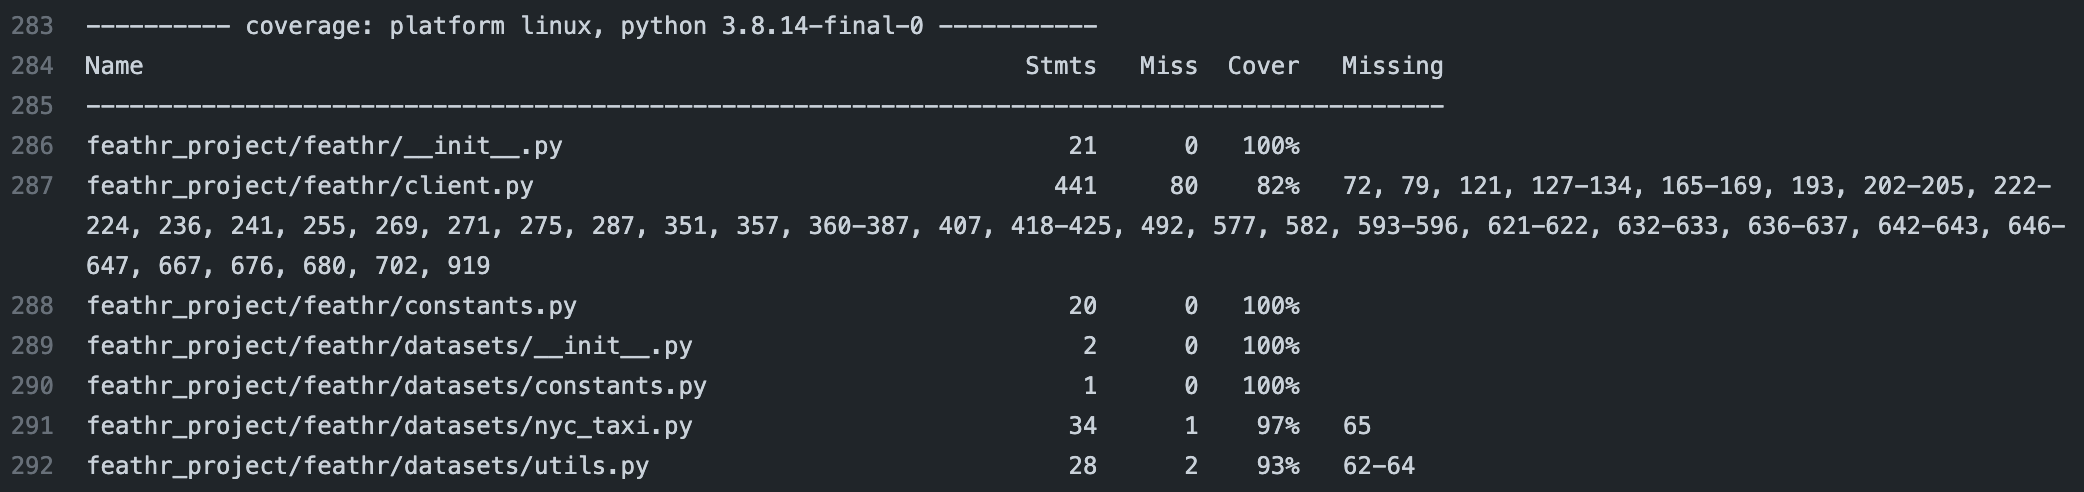 283 ---------- coverage: platform linux, python 3.8.14-final-0 -----------
284 Name                                                             Stmts   Miss  Cover   Missing
285 ----------------------------------------------------------------------------------------------
286 feathr_project/feathr/__init__.py                                   21      0   100%
287 feathr_project/feathr/client.py                                    441     80    82%   72, 79, 121, 127-134, 165-169, 193, 202-205, 222-
224, 236, 241, 255, 269, 271, 275, 287, 351, 357, 360-387, 407, 418-425, 492, 577, 582, 593-596, 621-622, 632-633, 636-637, 642-643, 646-
647, 667, 676, 680, 702, 919
288 feathr_project/feathr/constants.py                                  20      0   100%
289 feathr_project/feathr/datasets/__init__.py                           2      0   100%
290 feathr_project/feathr/datasets/constants.py                          1      0   100%
291 feathr_project/feathr/datasets/nyc_taxi.py                          34      1    97%   65
292 feathr_project/feathr/datasets/utils.py                             28      2    93%   62-64